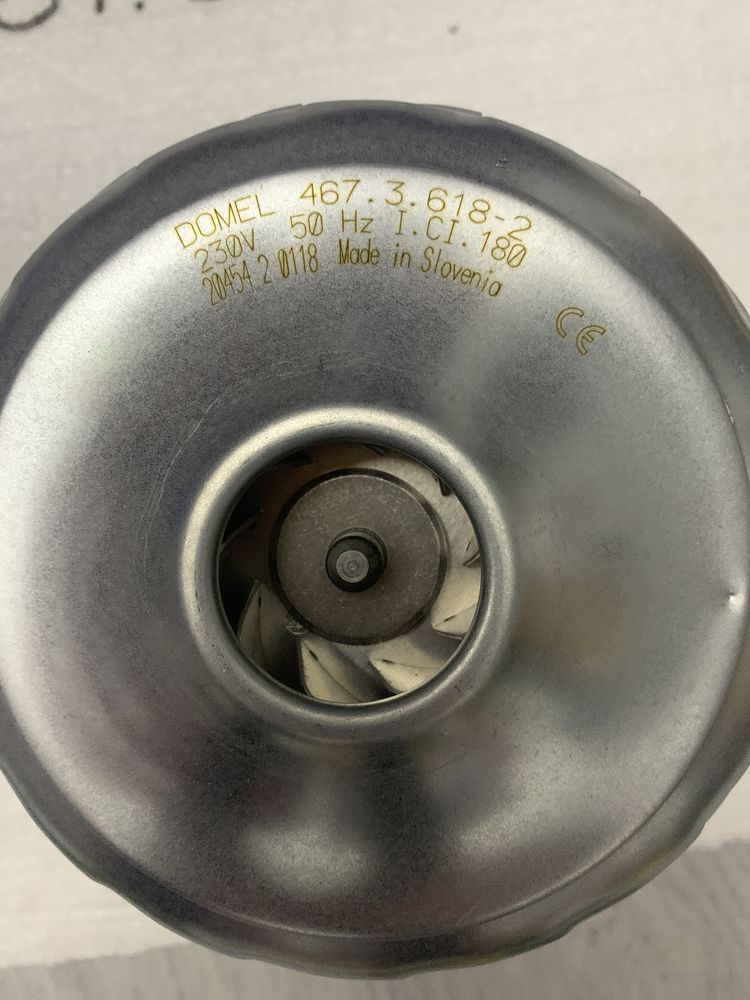 DOMEL 467.3.618-2
230V 50 Hz I.CI.180
20454 2 0118 Made in Slovenia
CE